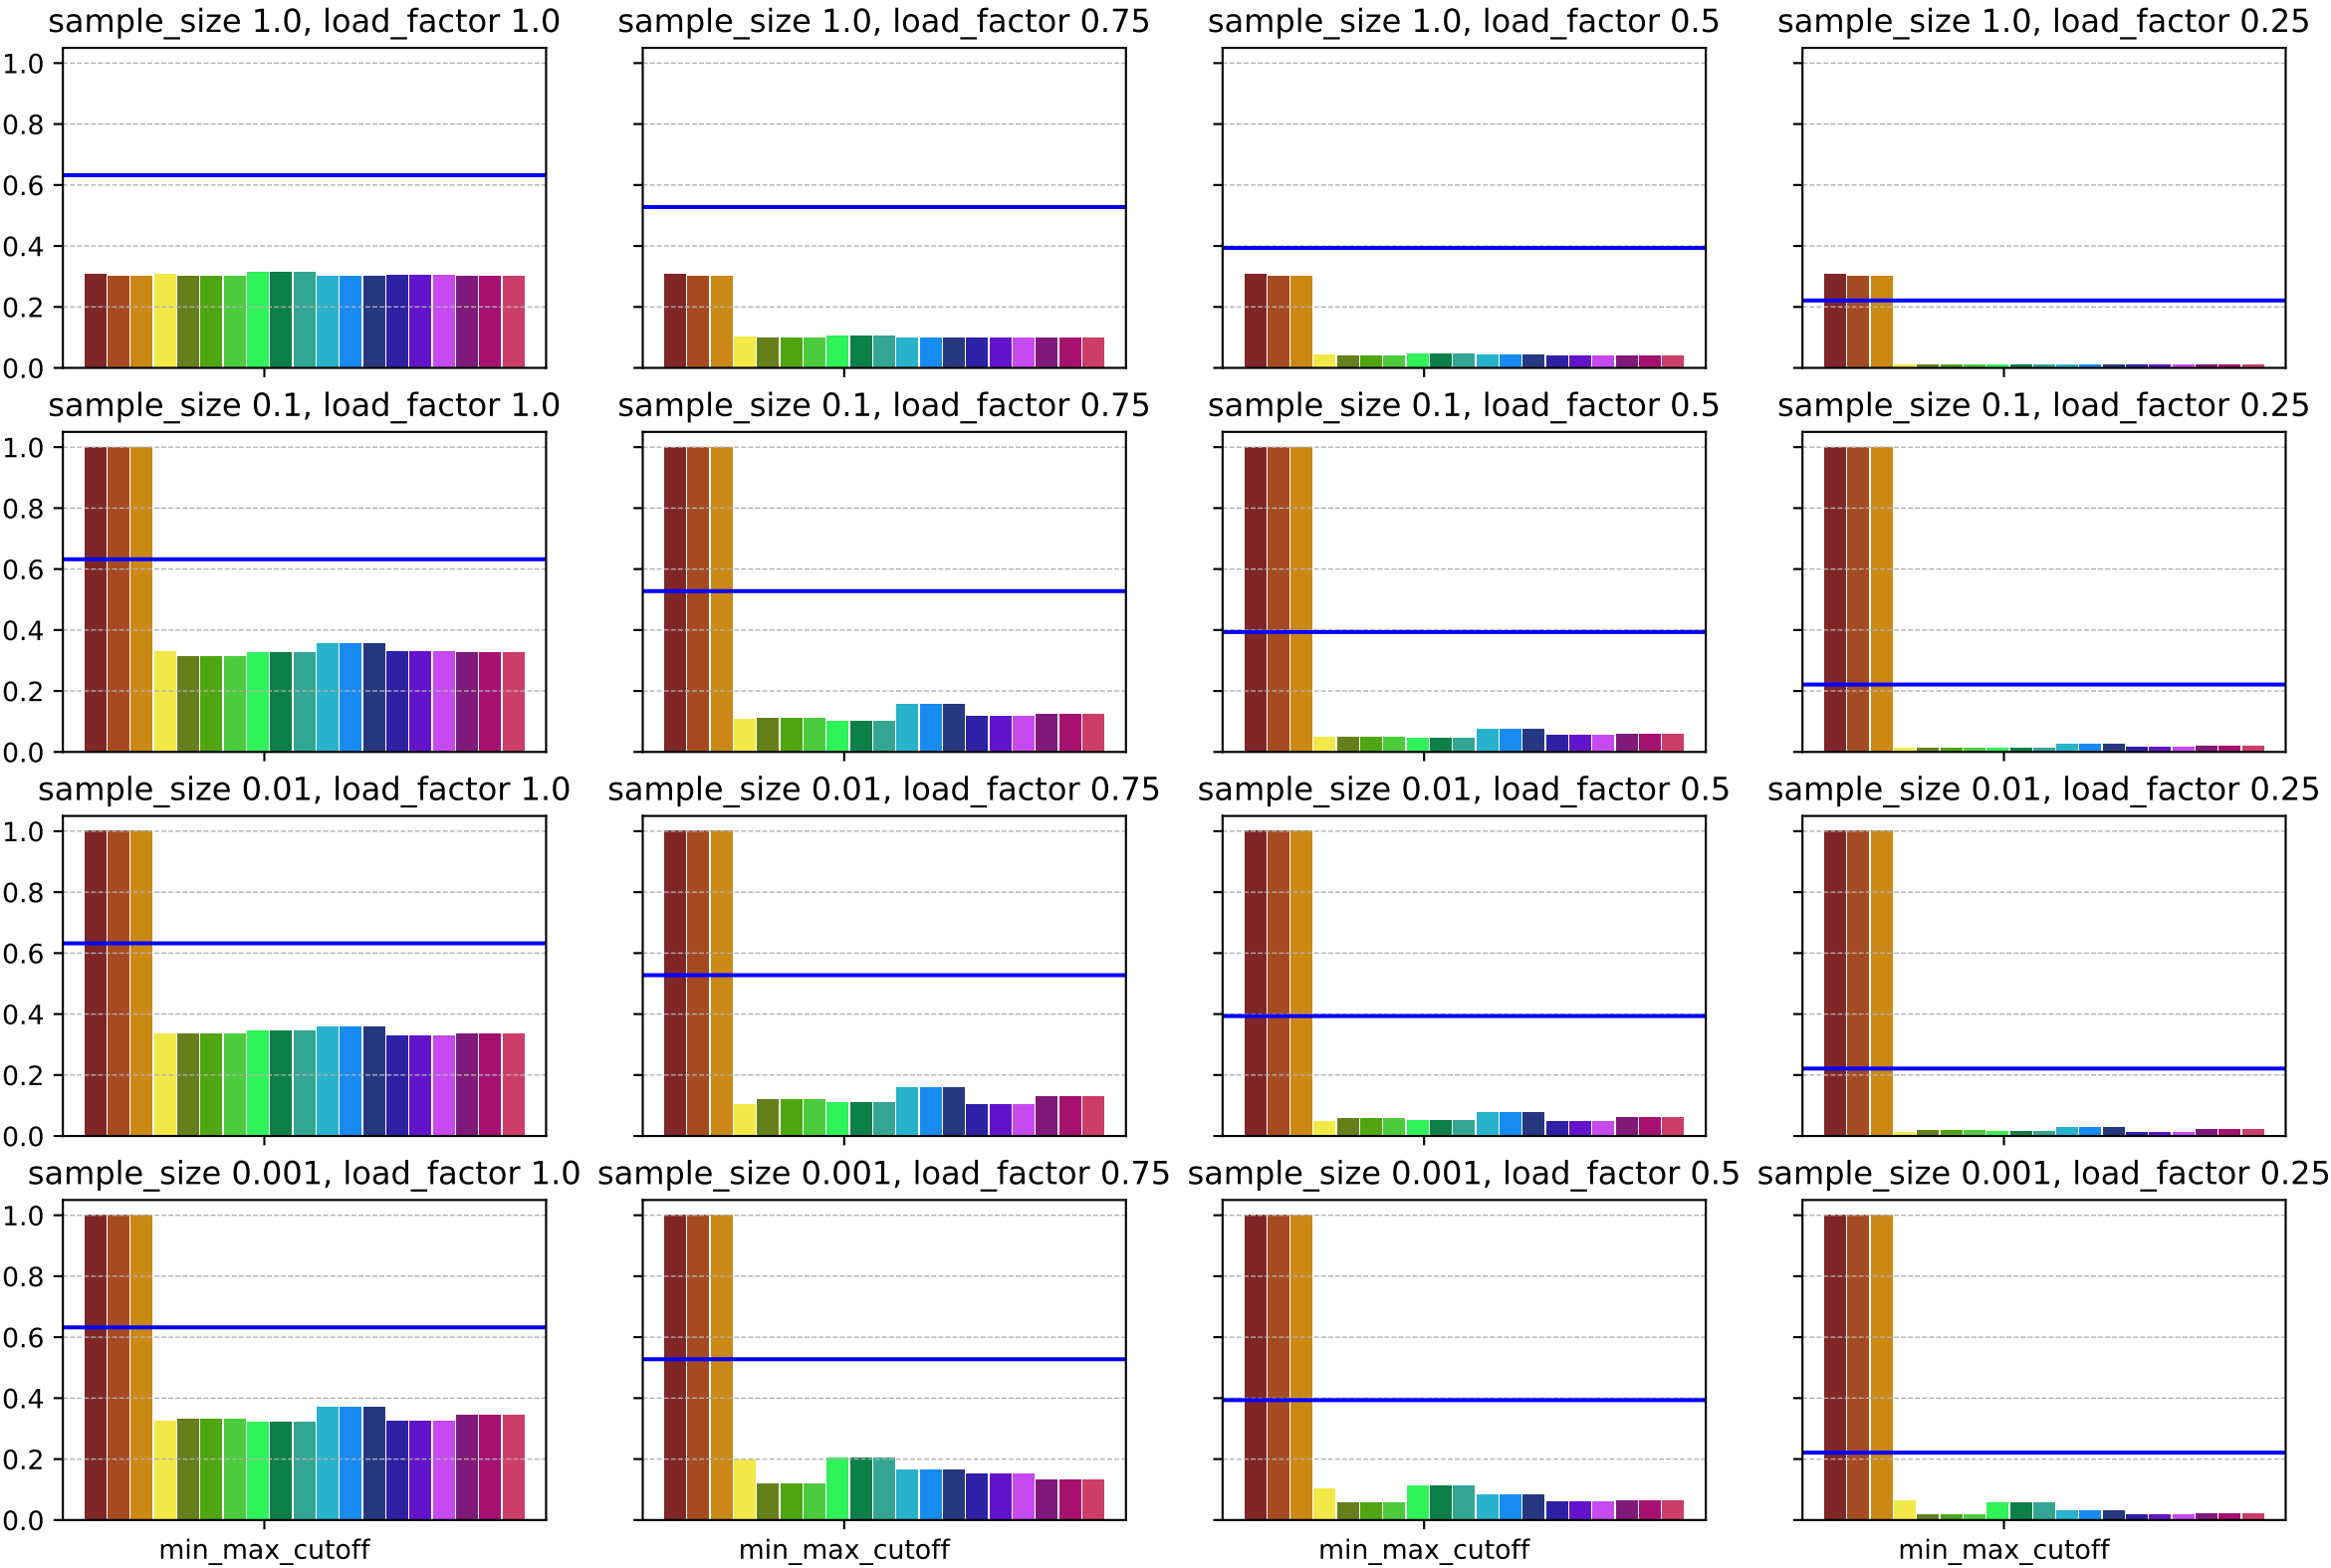 sample_size 1.0, load_factor 1.0
sample_size 1.0, load_factor 0.75
sample_size 1.0, load_factor 0.5
sample_size 1.0, load_factor 0.25
1.0
0.8
0.6
0.4
0.2
0.0
sample_size 0.1, load_factor 1.0
sample_size 0.1, load_factor 0.75
sample_size 0.1, load_factor 0.5
sample_size 0.1, load_factor 0.25
1.0
0.8
0.6
0.4
0.2
0.0
sample_size 0.01, load_factor 1.0
sample_size 0.01, load_factor 0.75
sample_size 0.01, load_factor 0.5
sample_size 0.01, load_factor 0.25
1.0
0.8
0.6
0.4
0.2
0.0
sample_size 0.001, load_factor 1.0
sample_size 0.001, load_factor 0.75
sample_size 0.001, load_factor 0.5
sample_size 0.001, load_factor 0.25
1.0
0.8
0.6
0.4
0.2
0.0
min_max_cutoff
min_max_cutoff
min_max_cutoff
min_max_cutoff